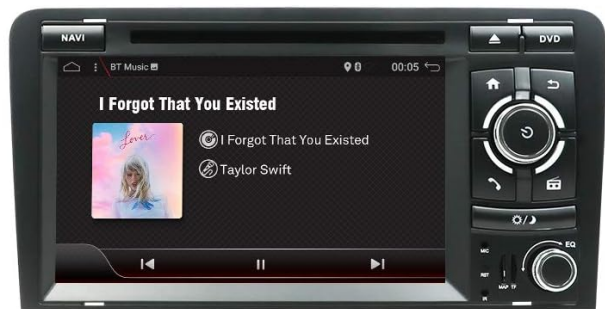 NAVI
DVD
BT Music
00:05
I Forgot That You Existed
Lover
I Forgot That You Existed
Taylor Swift
EQ
MIC
RST
MAP TF
IR